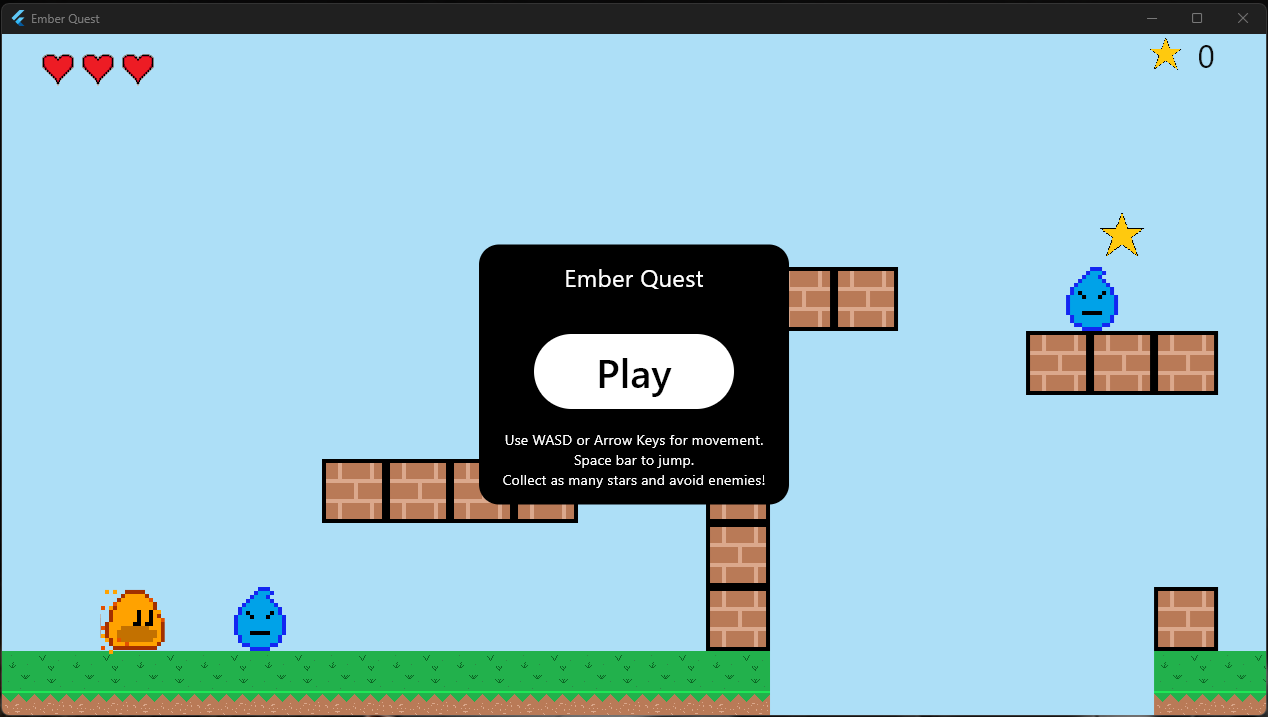 Ember Quest
0
Ember Quest
Play
Use WASD or Arrow Keys for movement.
Space bar to jump.
Collect as many stars and avoid enemies!